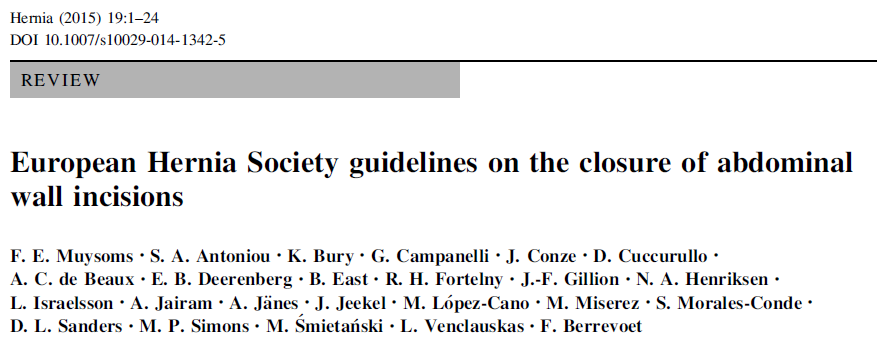 Hernia (2015) 19:1–24
DOI 10.1007/s10029-014-1342-5
REVIEW
European Hernia Society guidelines on the closure of abdominal
wall incisions
F. E. Muysoms · S. A. Antoniou · K. Bury · G. Campanelli · J. Conze · D. Cuccurullo ·
A. C. de Beaux · E. B. Deerenberg · B. East · R. H. Fortelny · J.-F. Gillion · N. A. Henriksen ·
L. Israelsson · A. Jairam · A. Jänes · J. Jeekel · M. López-Cano · M. Miserez · S. Morales-Conde ·
D. L. Sanders · M. P. Simons · M. Śmietański · L. Venclauskas · F. Berrevoet